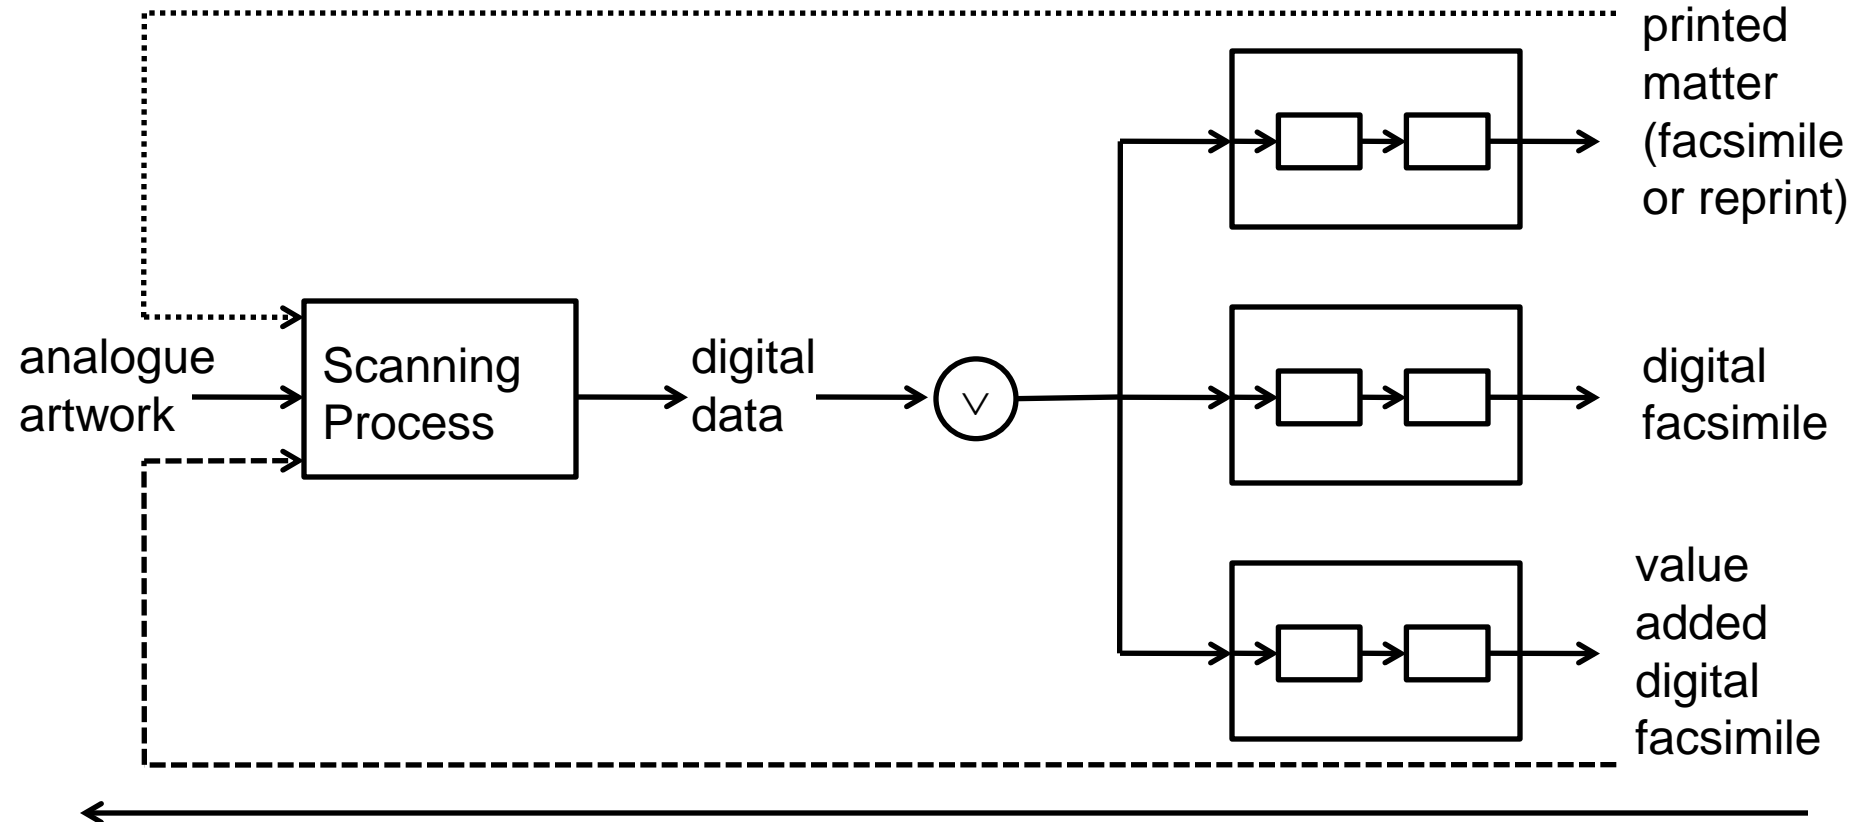 printed
matter
(facsimile
or reprint)
analogue
artwork
Scanning
Process
digital
data
∨
digital
facsimile
value
added
digital
facsimile